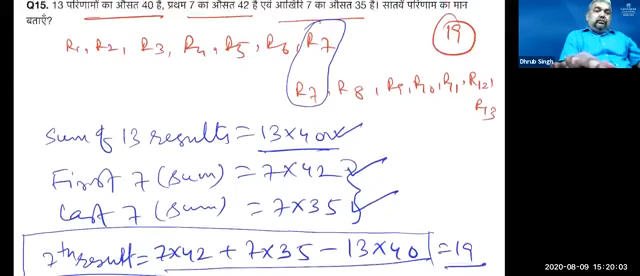 Q15. 13 परिणामों का औसत 40 है, प्रथम 7 का औसत 42 है एवं आखिरि 7 का औसत 35 है। सातवें परिणाम का मान
बताएँ?
19
R1, R2, R3, R4, R5, R6, R7
R7, R8, R9, R10, R11, R12,
R13
Sum of 13 results = 13×40
First 7 (sum) = 7×42
Last 7 (sum) = 7×35
7th result = 7×42 + 7×35 - 13×40 = 19
Dhrub Singh
2020-08-09 15:20:03